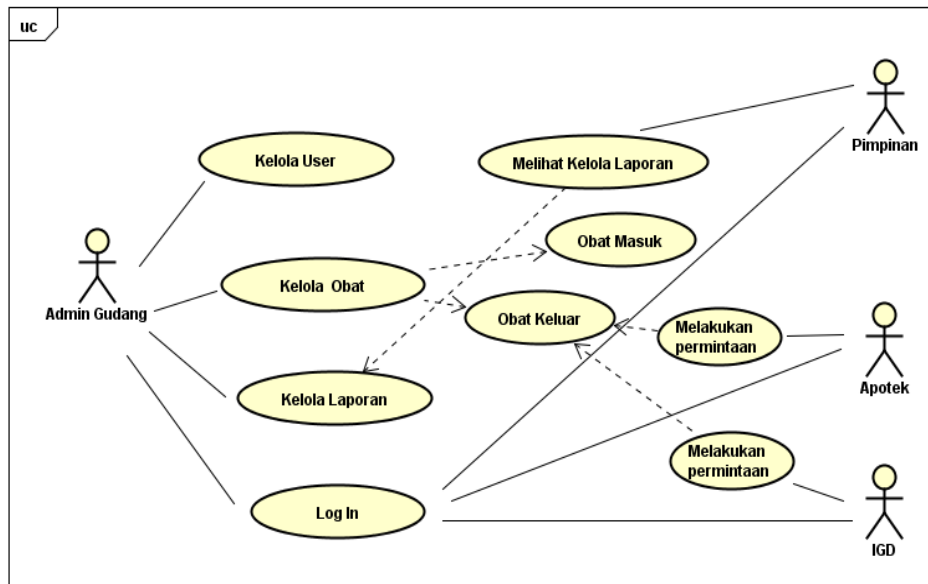 uc
Pimpinan
Kelola User
Melihat Kelola Laporan
Obat Masuk
Admin Gudang
Kelola Obat
Obat Keluar
Melakukan
permintaan
Apotek
Kelola Laporan
Melakukan
permintaan
Log In
IGD